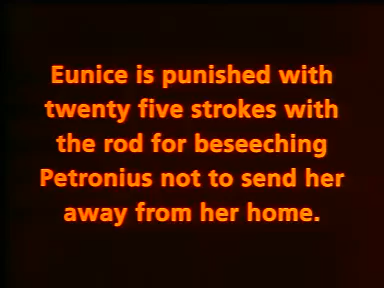 Eunice is punished with
twenty five strokes with
the rod for beseeching
Petronius not to send her
away from her home.